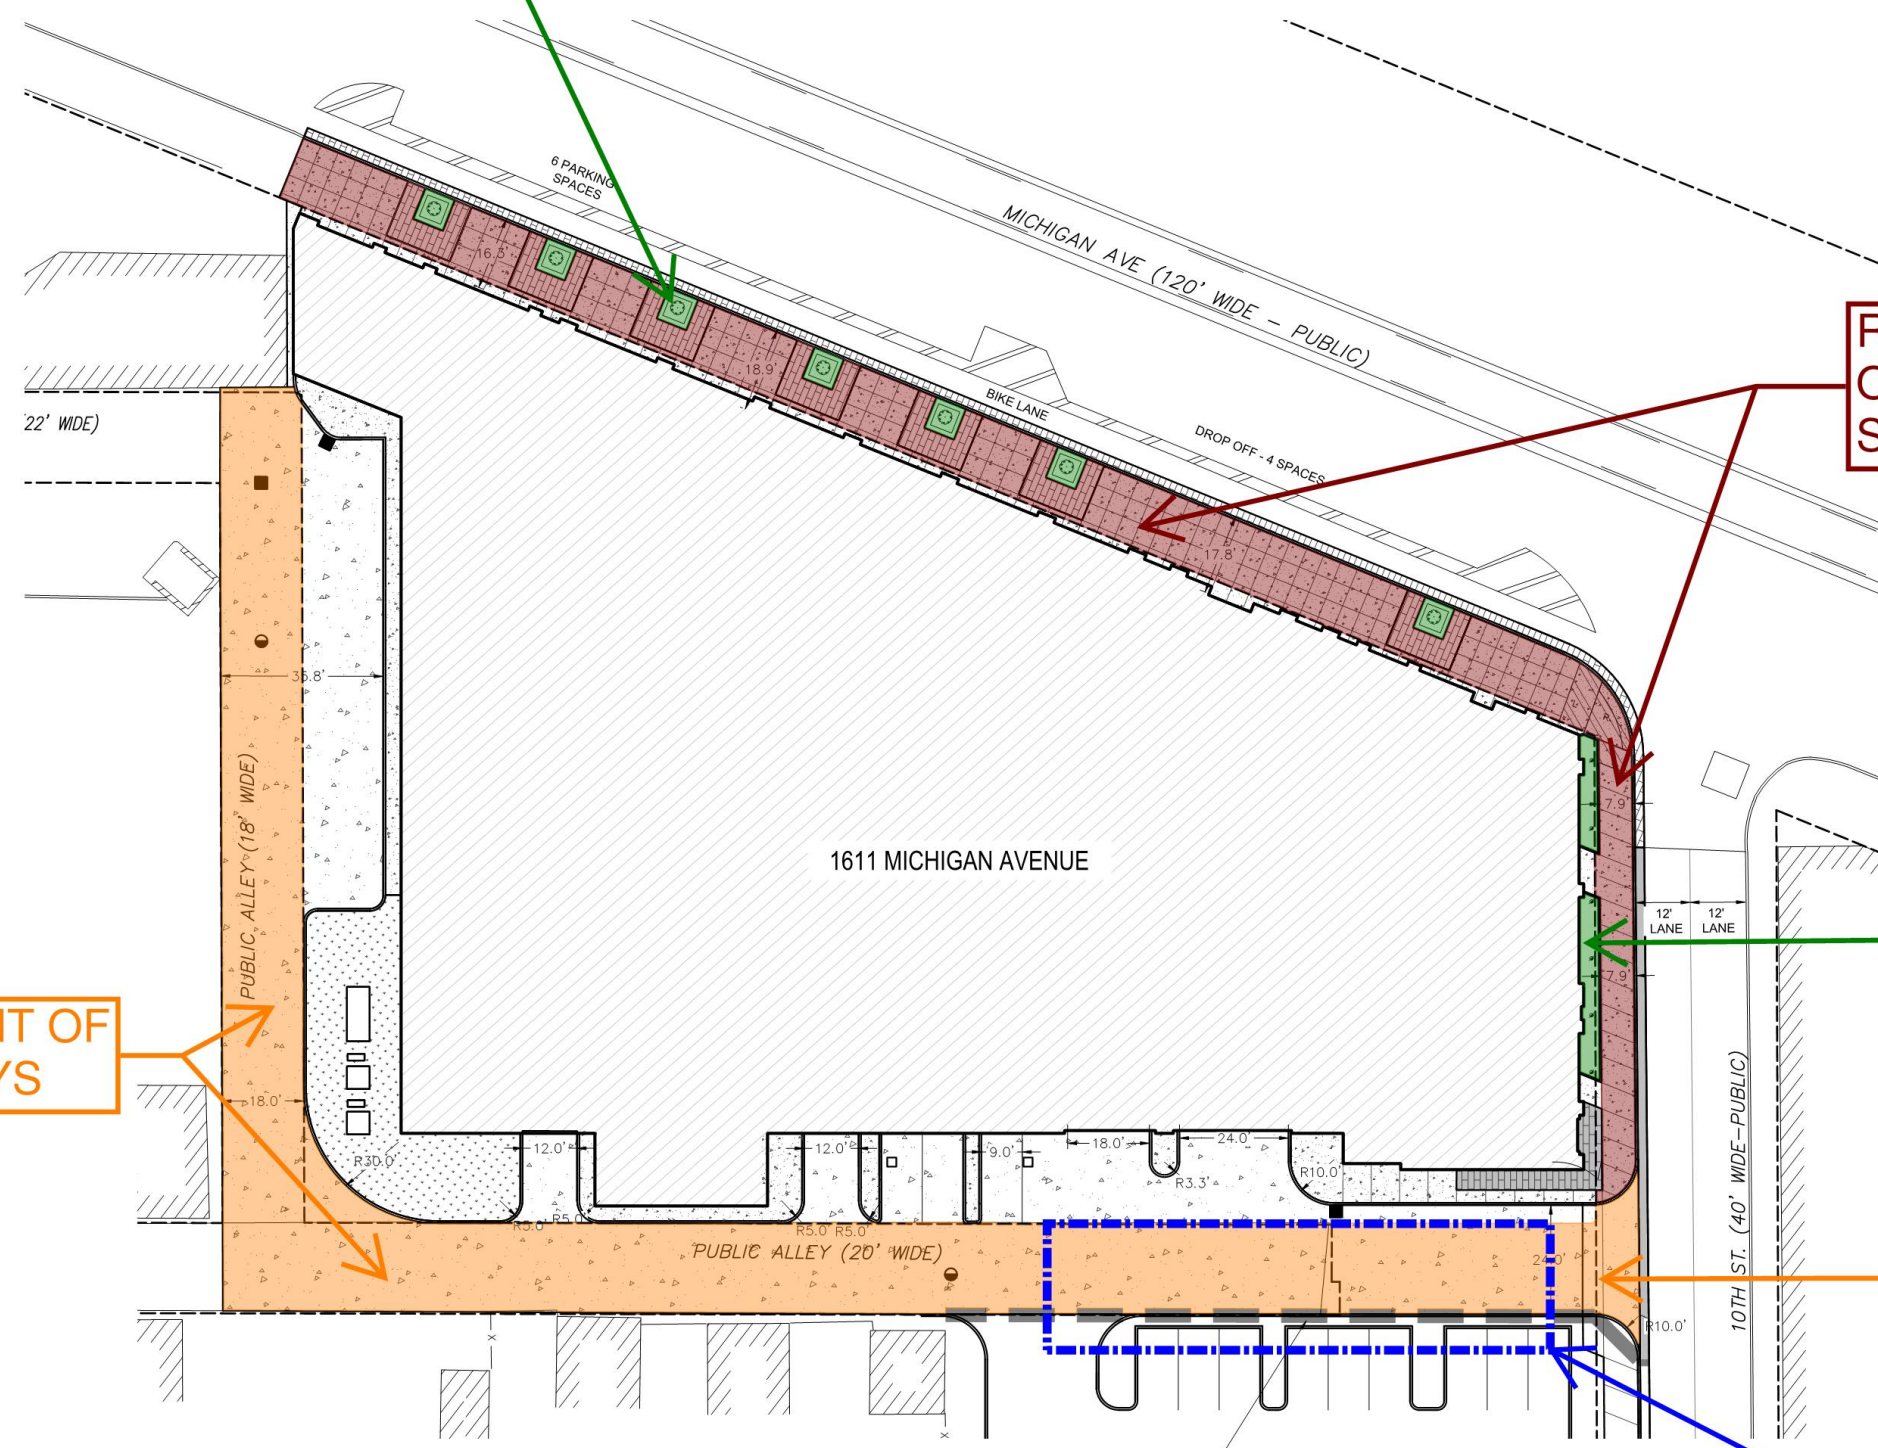 6 PARKING
SPACES
MICHIGAN AVE (120' WIDE - PUBLIC)
16.3'
18.9'
BIKE LANE
DROP OFF - 4 SPACES
17.8'
F
C
S
22' WIDE)
35.8'
PUBLIC ALLEY (18' WIDE)
1611 MICHIGAN AVENUE
7.9'
12'
LANE
12'
LANE
7.9'
IT OF
YS
18.0'
R30.0'
12.0'
12.0'
9.0'
18.0'
24.0'
R3.3'
R10.0'
R5.0'
R5.0'
R5.0'
R5.0'
PUBLIC ALLEY (20' WIDE)
24.0'
R10.0'
10TH ST. (40' WIDE-PUBLIC)